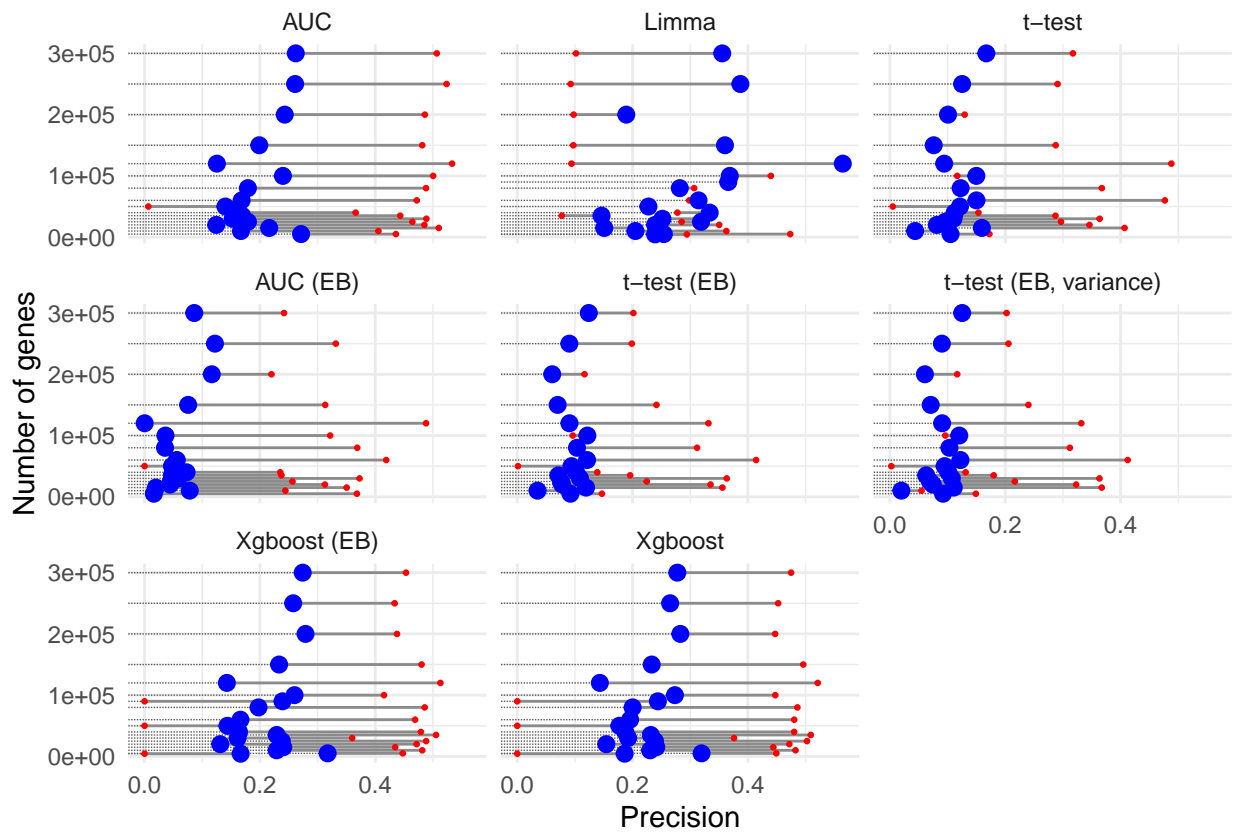 AUC
Limma
t−test
3e+05
2e+05
1e+05
0e+00
AUC (EB)
t−test (EB)
t−test (EB, variance)
3e+05
2e+05
1e+05
0e+00
0.0 0.2 0.4
Xgboost (EB)
Xgboost
3e+05
2e+05
1e+05
0e+00
0.0 0.2 0.4
0.0 0.2 0.4
Number of genes
Precision